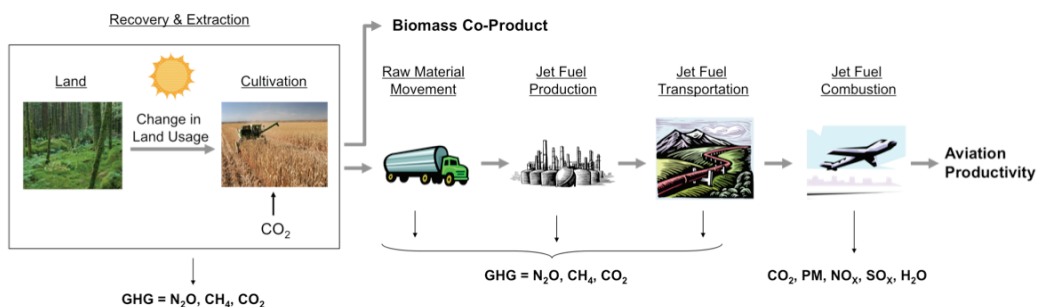 Recovery & Extraction
Biomass Co-Product
Land
Cultivation
Raw Material
Movement
Jet Fuel
Production
Jet Fuel
Transportation
Jet Fuel
Combustion
Change in
Land Usage
Aviation
Productivity
CO₂
GHG = N₂O, CH₄, CO₂
GHG = N₂O, CH₄, CO₂
CO₂, PM, NOₓ, SOₓ, H₂O